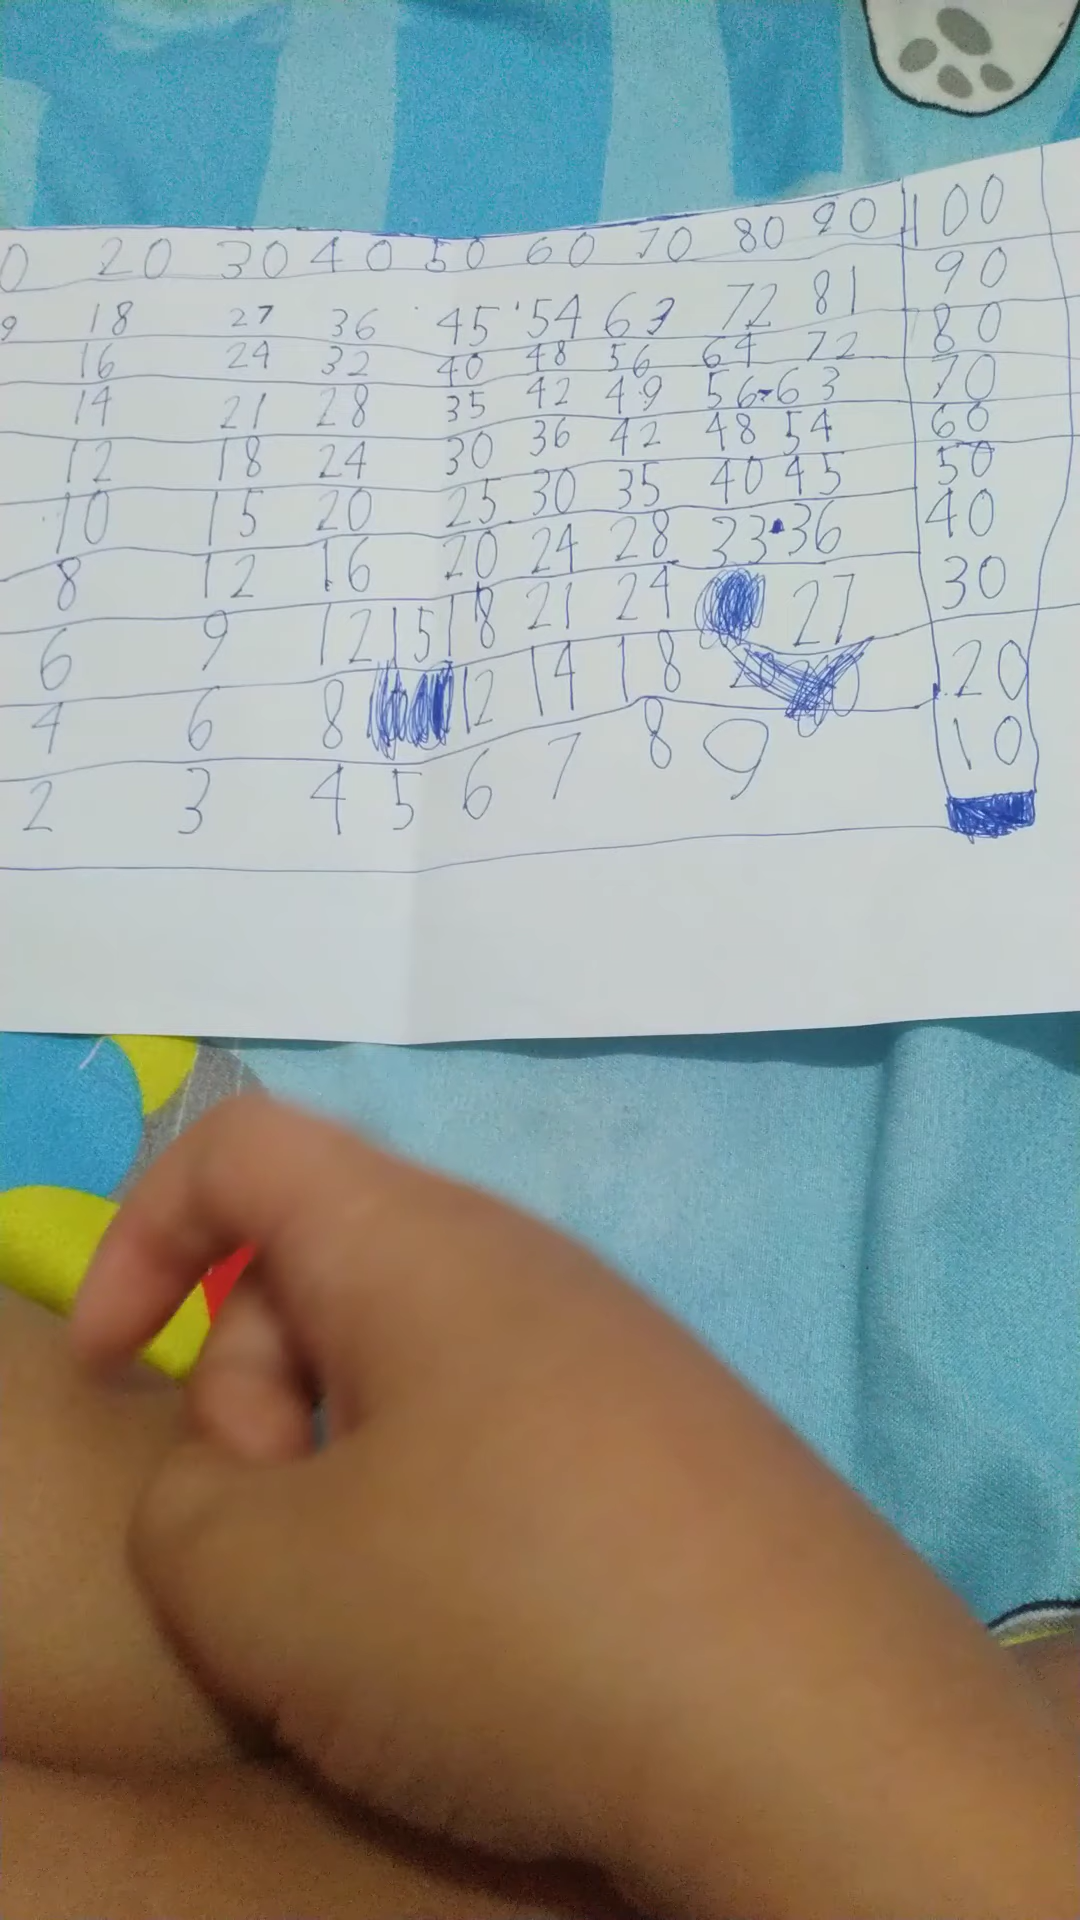 0 20 30 40 50 60 70 80 90 100
9 18 27 36 45 54 63 72 81 90
16 24 32 40 48 56 64 72 80
14 21 28 35 42 49 56 63 70
12 18 24 30 36 42 48 54 60
10 15 20 25 30 35 40 45 50
8 12 16 20 24 28 33 36 40
6 9 12 15 18 21 24 27 30
4 6 8 12 14 18 20
2 3 4 5 6 7 8 9 10